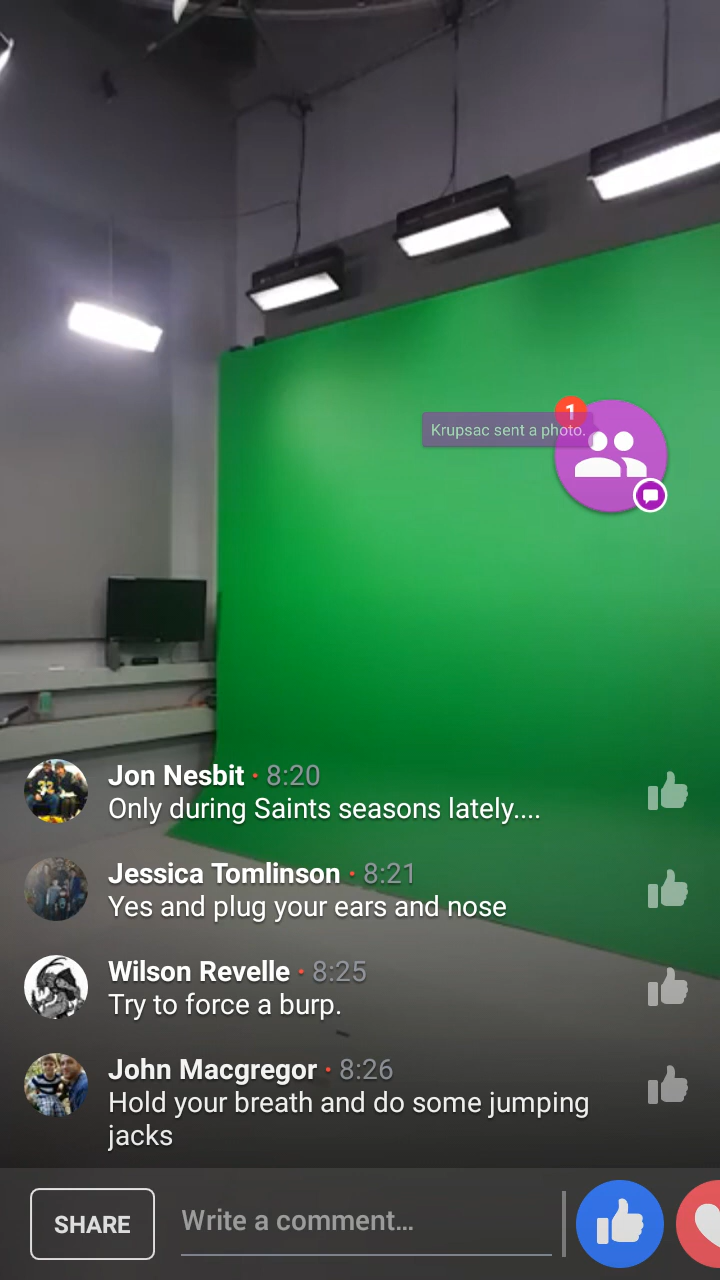 1
Krupsac sent a photo.
Jon Nesbit • 8:20
Only during Saints seasons lately....
Jessica Tomlinson • 8:21
Yes and plug your ears and nose
Wilson Revelle • 8:25
Try to force a burp.
John Macgregor • 8:26
Hold your breath and do some jumping
jacks
SHARE
Write a comment...